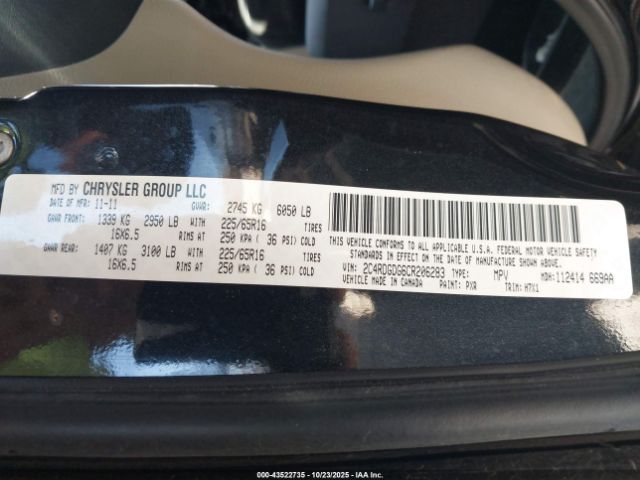 MFD BY CHRYSLER GROUP LLC
DATE OF MFR: 11-11 GVWR: 2745 KG 6050 LB
GAWR FRONT: 1339 KG 2950 LB WITH 225/65R16 TIRES
16X6.5 RIMS AT 250 KPA ( 36 PSI) COLD
GAWR REAR: 1407 KG 3100 LB WITH 225/65R16 TIRES
16X6.5 RIMS AT 250 KPA ( 36 PSI) COLD
THIS VEHICLE CONFORMS TO ALL APPLICABLE U.S.A. FEDERAL MOTOR VEHICLE SAFETY
STANDARDS IN EFFECT ON THE DATE OF MANUFACTURE SHOWN ABOVE.
VIN: 2C4RDGDG6CR206283 TYPE: MPV MDH: 112414 669AA
VEHICLE MADE IN CANADA PAINT: PXR TRIM: H7X1
000-43522735 - 10/23/2025 - IAAI.COM